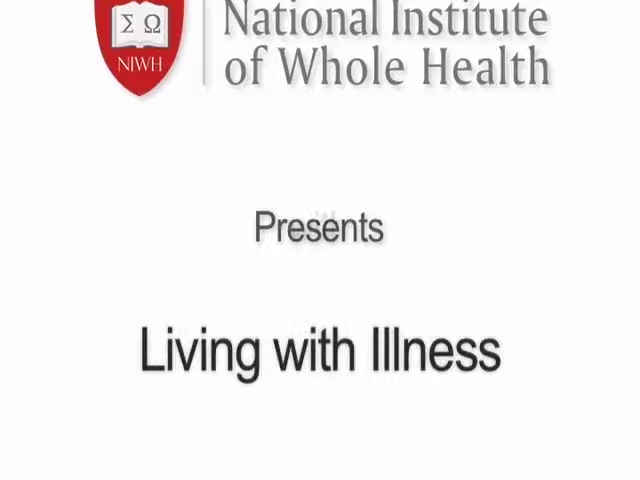 Σ Ω
NIWH
National Institute
of Whole Health
Presents
Living with Illness